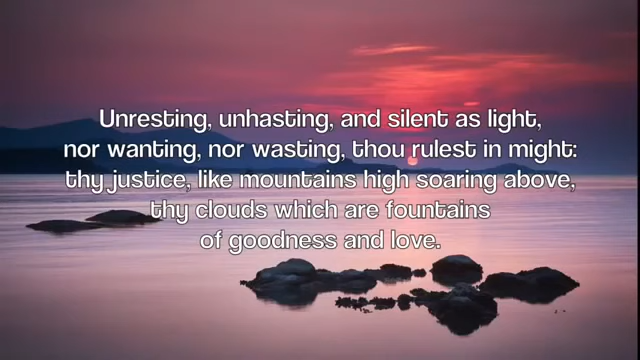 Unresting, unhasting, and silent as light,
nor wanting, nor wasting, thou rulest in might:
thy justice, like mountains high soaring above,
thy clouds which are fountains
of goodness and love.